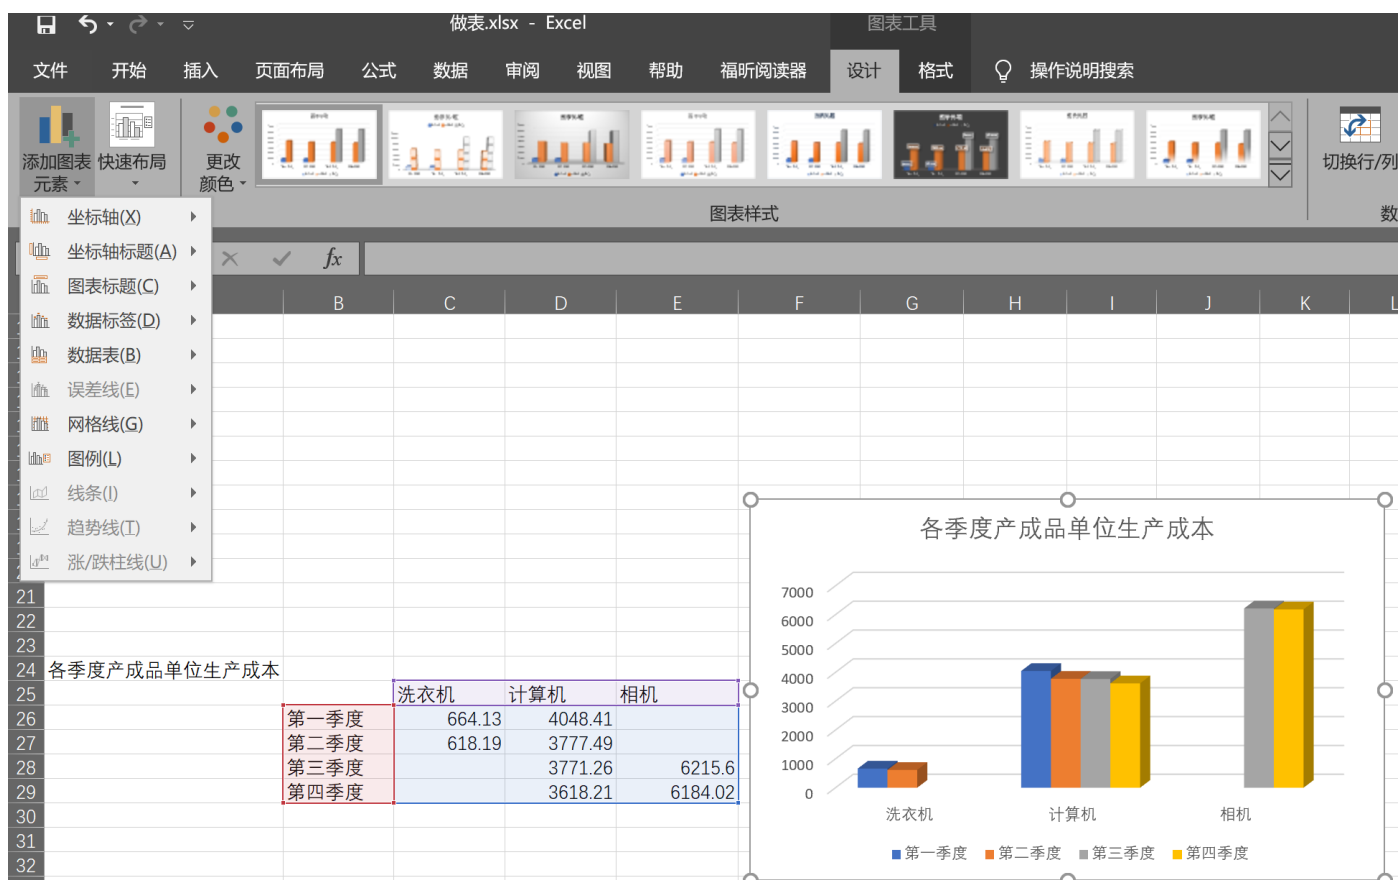 做表.xlsx - Excel
图表工具
文件 开始 插入 页面布局 公式 数据 审阅 视图 帮助 福昕阅读器 设计 格式 操作说明搜索
添加图表元素
快速布局
更改颜色
切换行/列
图表样式
数
坐标轴(X)
坐标轴标题(A)
图表标题(C)
数据标签(D)
数据表(B)
误差线(E)
网格线(G)
图例(L)
线条(I)
趋势线(T)
涨/跌柱线(U)
fx
B C D E F G H I J K L
21
22
23
24 各季度产成品单位生产成本
25 洗衣机 计算机 相机
26 第一季度 664.13 4048.41
27 第二季度 618.19 3777.49
28 第三季度 3771.26 6215.6
29 第四季度 3618.21 6184.02
30
31
32
各季度产成品单位生产成本
7000
6000
5000
4000
3000
2000
1000
0
洗衣机 计算机 相机
第一季度 第二季度 第三季度 第四季度